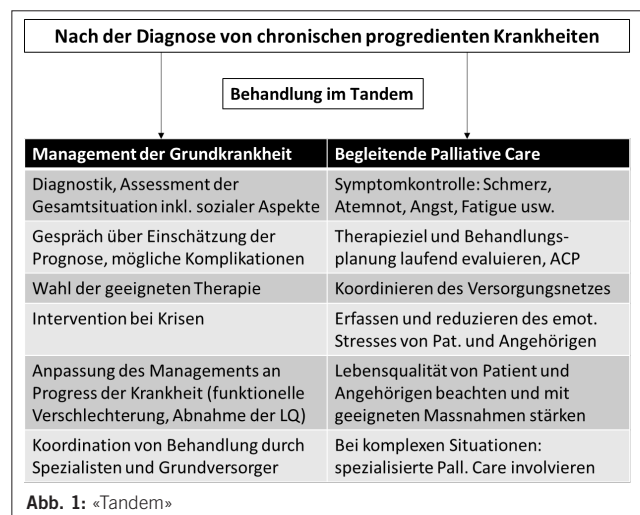 Nach der Diagnose von chronischen progredienten Krankheiten
Behandlung im Tandem
Management der Grundkrankheit
Begleitende Palliative Care
Diagnostik, Assessment der
Gesamtsituation inkl. sozialer Aspekte
Symptomkontrolle: Schmerz,
Atemnot, Angst, Fatigue usw.
Gespräch über Einschätzung der
Prognose, mögliche Komplikationen
Therapieziel und Behandlungs-
planung laufend evaluieren, ACP
Wahl der geeigneten Therapie
Koordinieren des Versorgungsnetzes
Intervention bei Krisen
Erfassen und reduzieren des emot.
Stresses von Pat. und Angehörigen
Anpassung des Managements an
Progress der Krankheit (funktionelle
Verschlechterung, Abnahme der LQ)
Lebensqualität von Patient und
Angehörigen beachten und mit
geeigneten Massnahmen stärken
Koordination von Behandlung durch
Spezialisten und Grundversorger
Bei komplexen Situationen:
spezialisierte Pall. Care involvieren
Abb. 1: «Tandem»